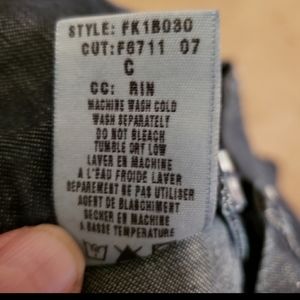 STYLE: FK1B030
CUT: F6711 07
C
CC: RIN
MACHINE WASH COLD
WASH SEPARATELY
DO NOT BLEACH
TUMBLE DRY LOW
LAVER EN MACHINE
A L'EAU FROIDE LAVER
SEPAREMENT NE PAS UTILISER
AGENT DE BLANCHIMENT
SECHER EN MACHINE
A BASSE TEMPERATURE